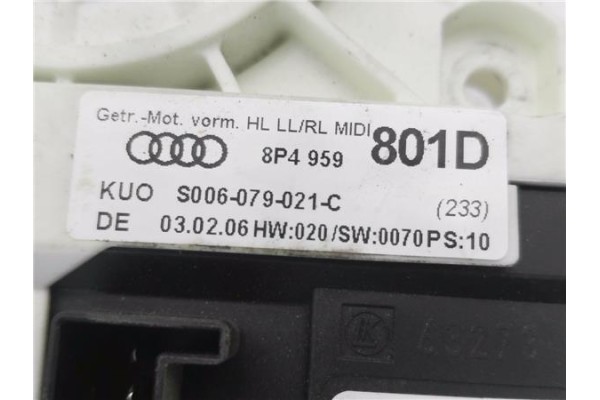 Getr.-Mot. vorm. HL LL/RL MIDI
8P4 959 801D
KUO S006-079-021-C (233)
DE 03.02.06 HW:020/SW:0070 PS:10